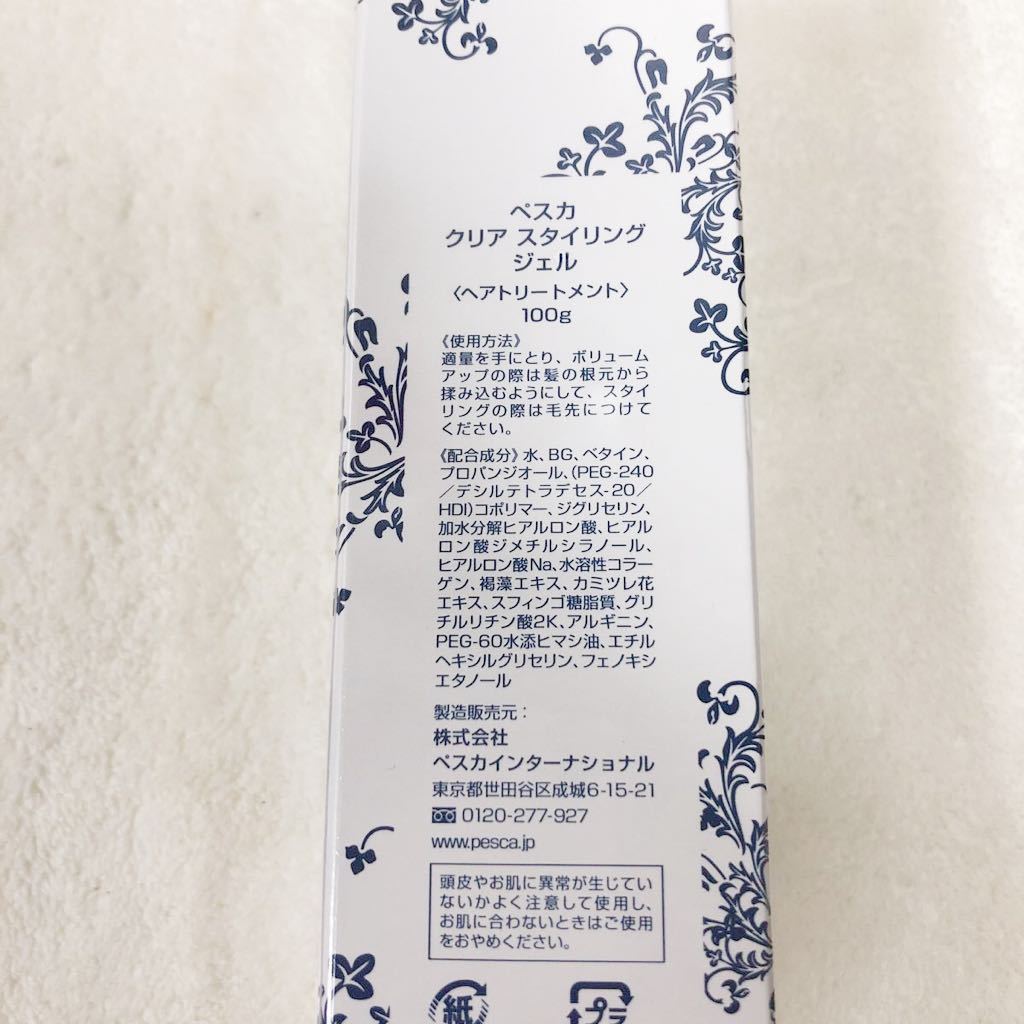 ペスカ
クリア スタイリング
ジェル
〈ヘアトリートメント〉
100g
《使用方法》
適量を手にとり、ボリューム
アップの際は髪の根元から
揉み込むようにして、スタイ
リングの際は毛先につけて
ください。
《配合成分》水、BG、ベタイン、
プロパンジオール、(PEG-240
／デシルテトラデセス-20／
HDI)コポリマー、ジグリセリン、
加水分解ヒアルロン酸、ヒアル
ロン酸ジメチルシラノール、
ヒアルロン酸Na、水溶性コラー
ゲン、褐藻エキス、カミツレ花
エキス、スフィンゴ糖脂質、グリ
チルリチン酸2K、アルギニン、
PEG-60水添ヒマシ油、エチル
ヘキシルグリセリン、フェノキシ
エタノール
製造販売元：
株式会社
ペスカインターナショナル
東京都世田谷区成城6-15-21
0120-277-927
www.pesca.jp
頭皮やお肌に異常が生じてい
ないかよく注意して使用し、
お肌に合わないときはご使用
をおやめください。
紙
プラ